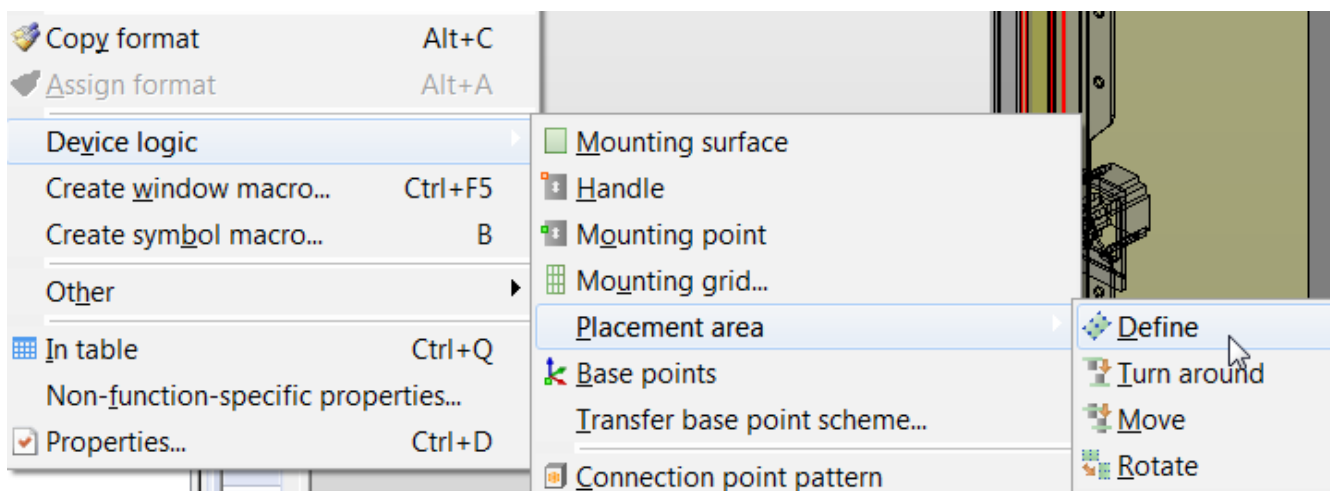 Copy format Alt+C
Assign format Alt+A
Device logic
Create window macro... Ctrl+F5
Create symbol macro... B
Other
In table Ctrl+Q
Non-function-specific properties...
Properties... Ctrl+D
Mounting surface
Handle
Mounting point
Mounting grid...
Placement area
Base points
Transfer base point scheme...
Connection point pattern
Define
Turn around
Move
Rotate